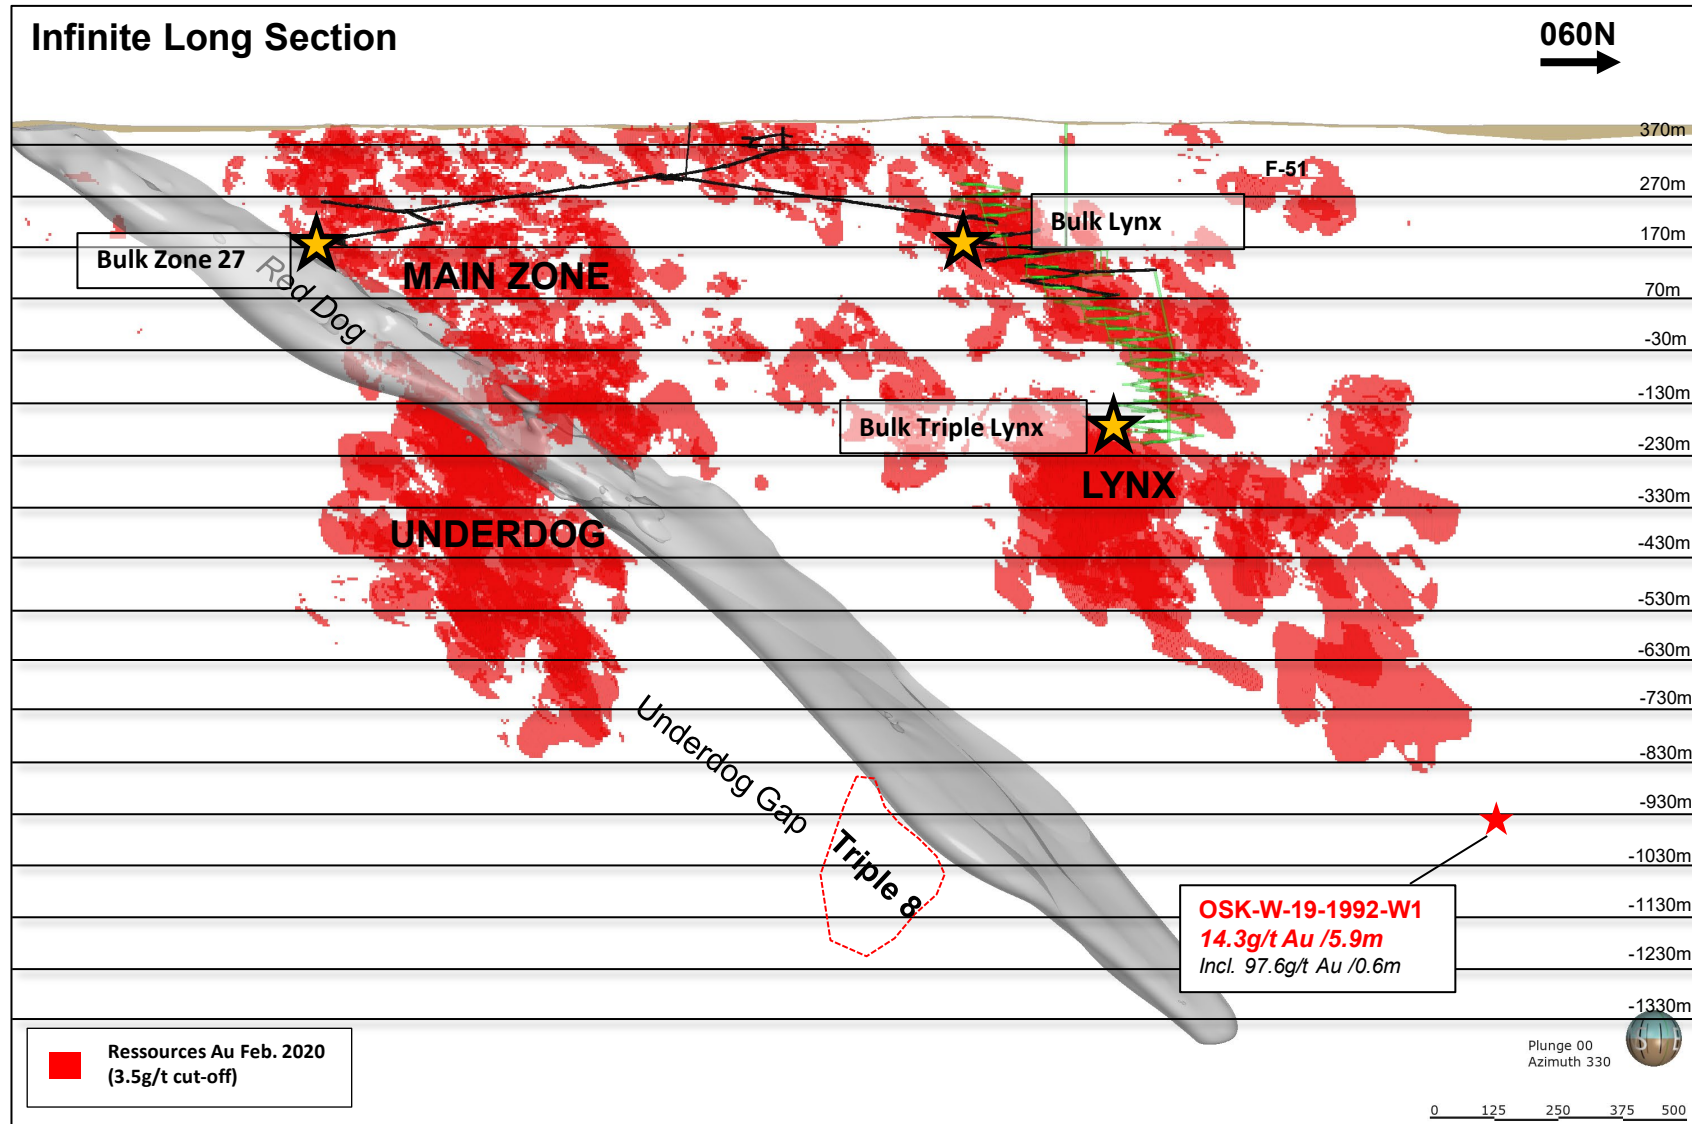 Infinite Long Section
060N
370m
F-51
270m
Bulk Lynx
170m
Bulk Zone 27
Red Dog
MAIN ZONE
70m
-30m
-130m
Bulk Triple Lynx
-230m
LYNX
-330m
UNDERDOG
-430m
-530m
-630m
-730m
Underdog Gap
-830m
-930m
Triple 8
-1030m
OSK-W-19-1992-W1
14.3g/t Au /5.9m
Incl. 97.6g/t Au /0.6m
-1130m
-1230m
-1330m
Ressources Au Feb. 2020
(3.5g/t cut-off)
Plunge 00
Azimuth 330
0 125 250 375 500